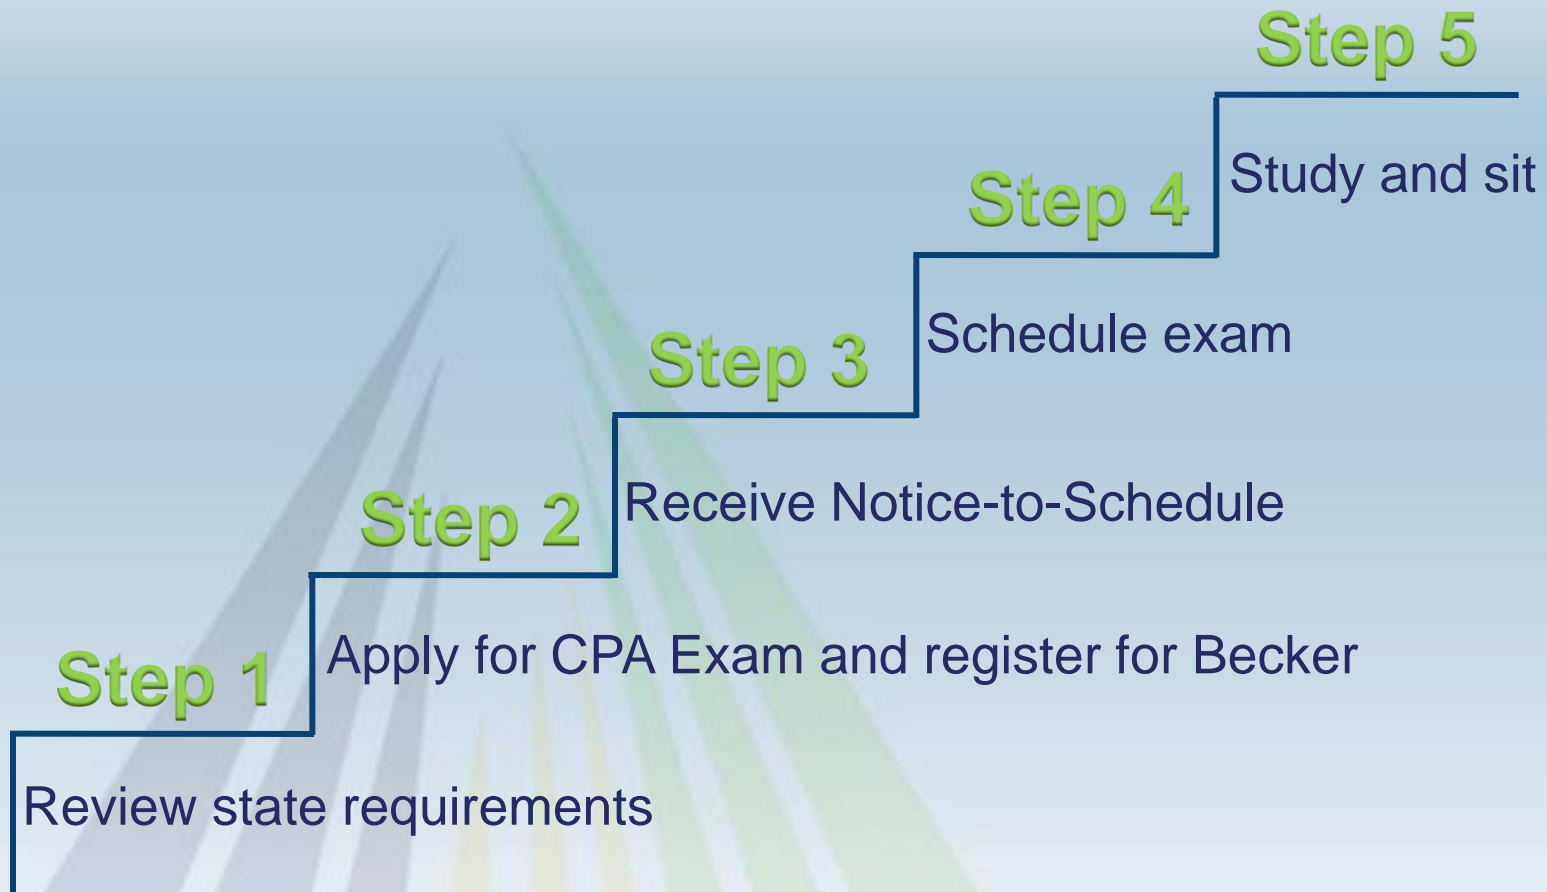 Step 5
Study and sit
Step 4
Schedule exam
Step 3
Receive Notice-to-Schedule
Step 2
Apply for CPA Exam and register for Becker
Step 1
Review state requirements